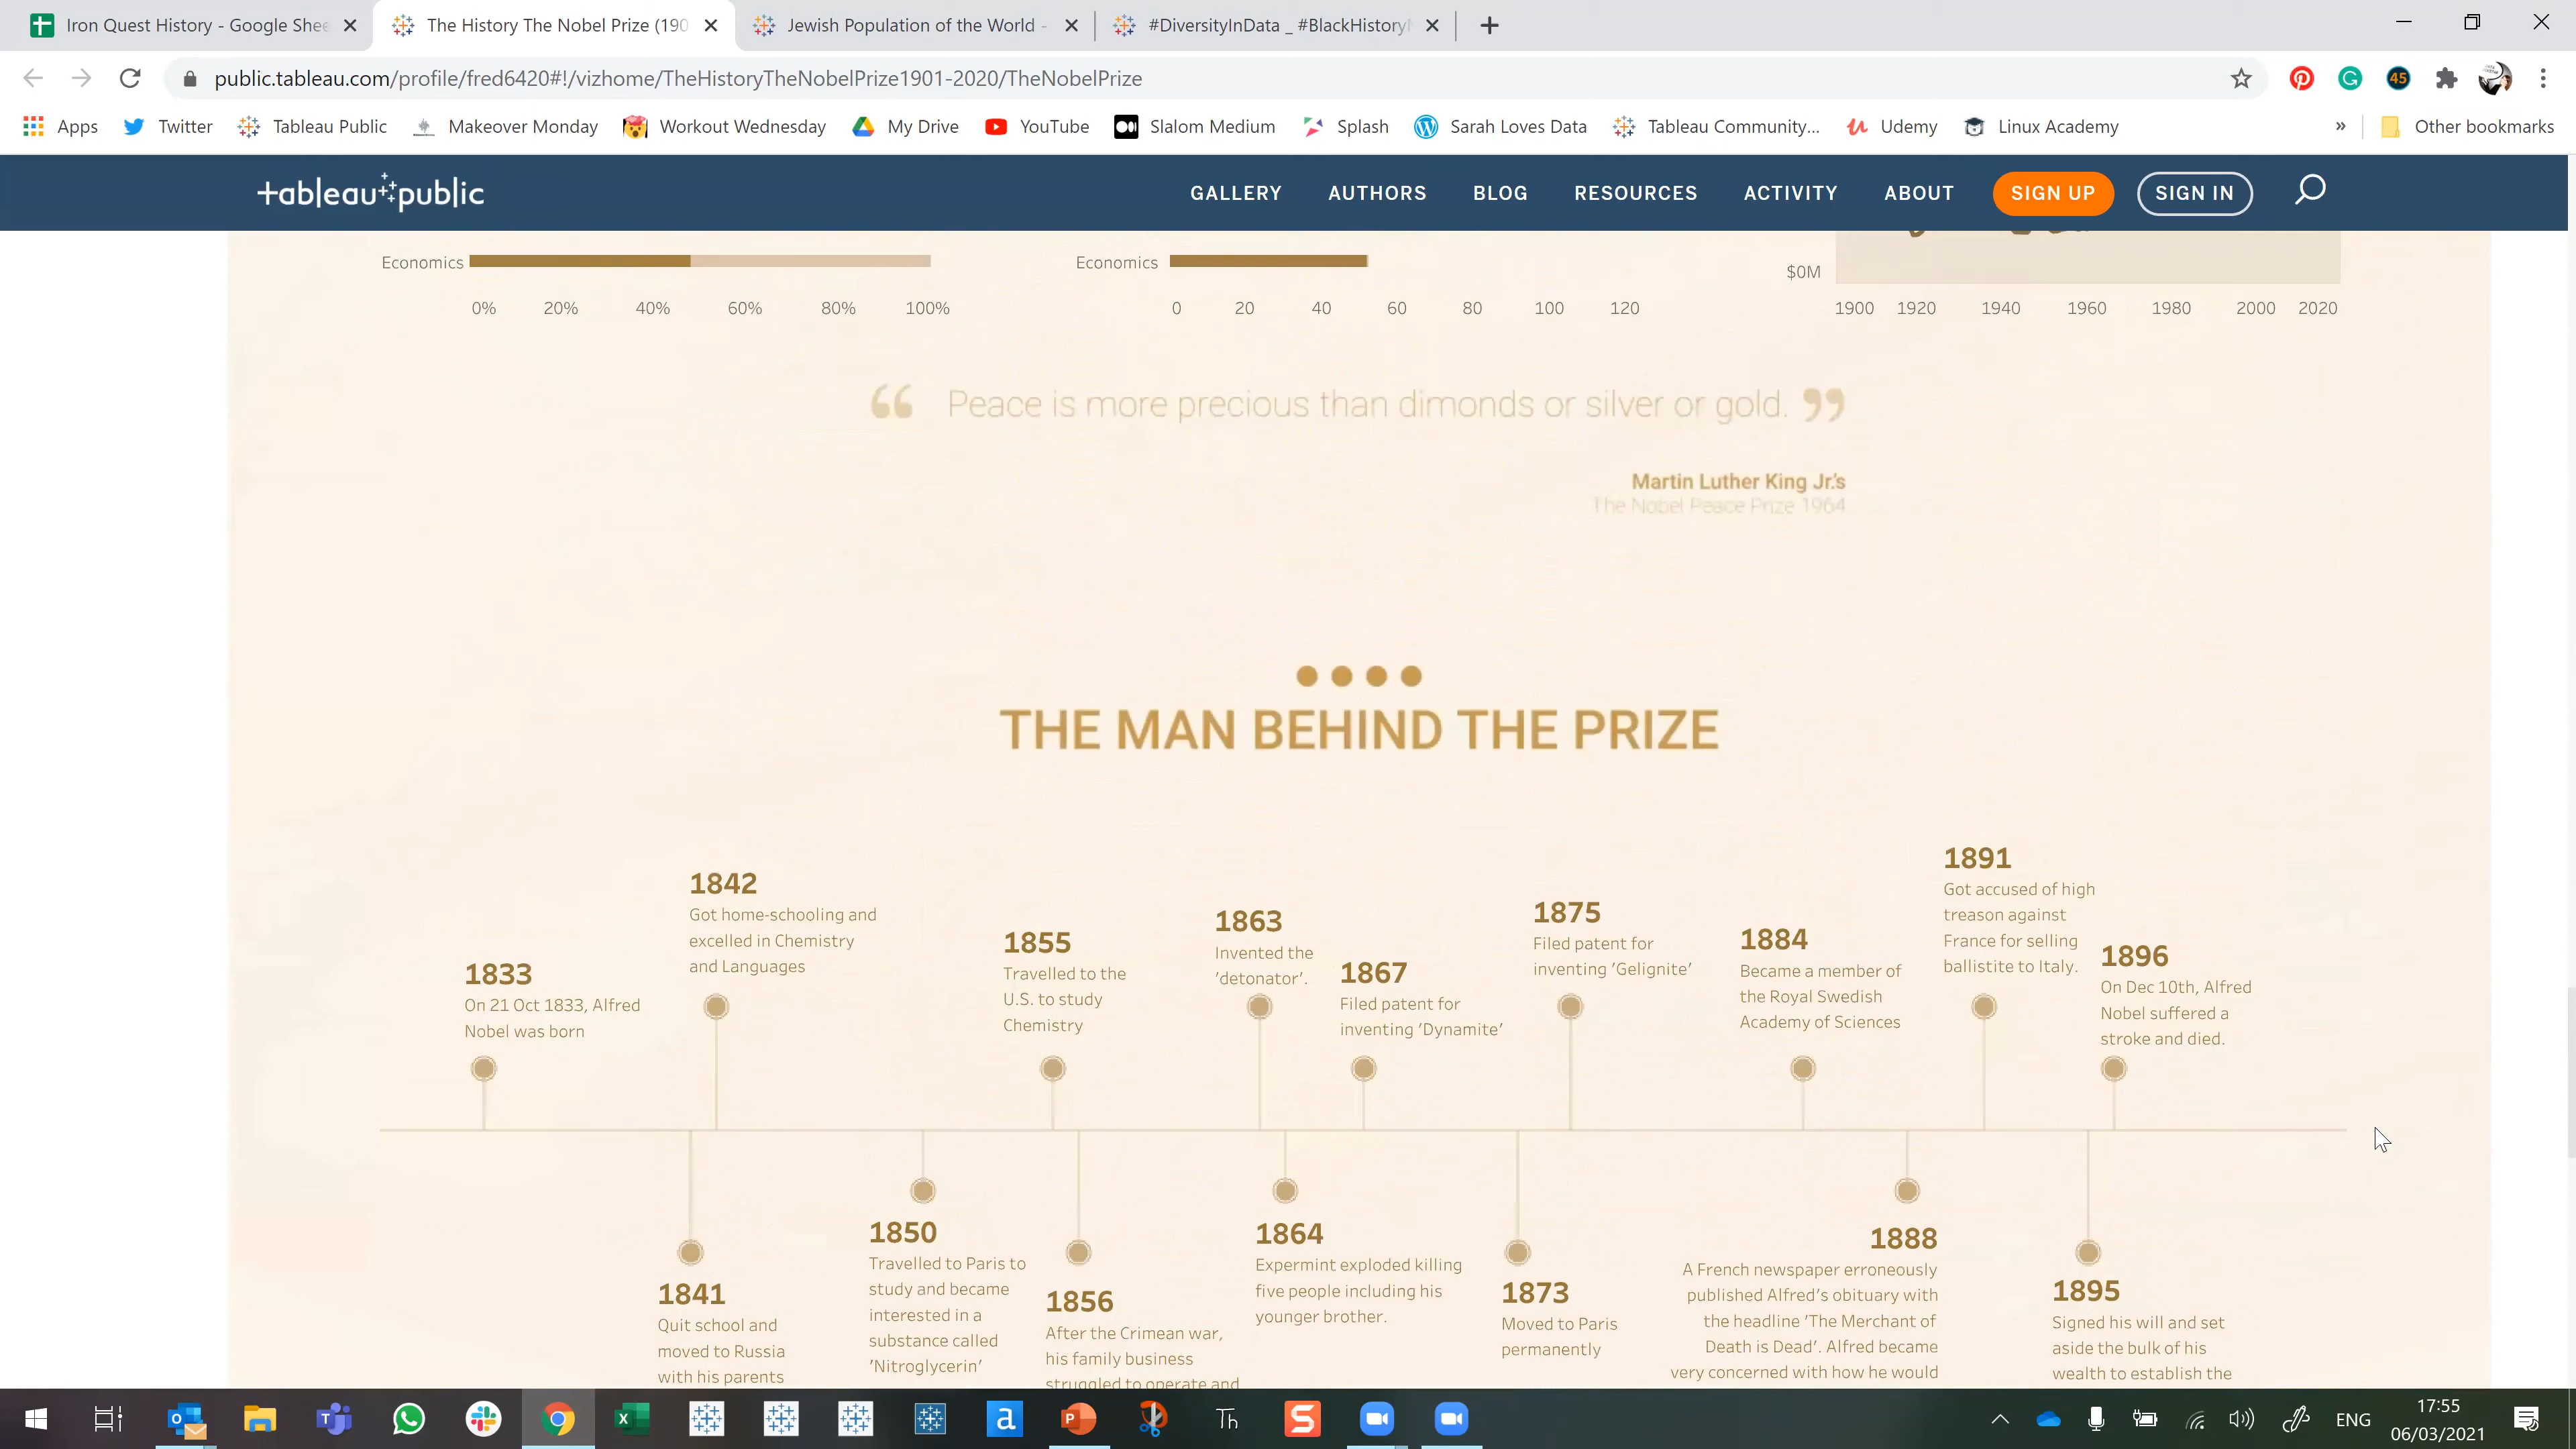 Iron Quest History - Google Shee
The History The Nobel Prize (190
Jewish Population of the World -
#DiversityInData _ #BlackHistory
public.tableau.com/profile/fred6420#!/vizhome/TheHistoryTheNobelPrize1901-2020/TheNobelPrize
45
Apps Twitter Tableau Public Makeover Monday Workout Wednesday My Drive YouTube Slalom Medium Splash Sarah Loves Data Tableau Community... Udemy Linux Academy » Other bookmarks
+ableau public
GALLERY AUTHORS BLOG RESOURCES ACTIVITY ABOUT SIGN UP SIGN IN
Economics
0% 20% 40% 60% 80% 100%
Economics
0 20 40 60 80 100 120
$0M
1900 1920 1940 1960 1980 2000 2020
“ Peace is more precious than dimonds or silver or gold. ”
Martin Luther King Jr.'s
The Nobel Peace Prize 1964
THE MAN BEHIND THE PRIZE
1833
On 21 Oct 1833, Alfred
Nobel was born
1842
Got home-schooling and
excelled in Chemistry
and Languages
1855
Travelled to the
U.S. to study
Chemistry
1863
Invented the
'detonator'.
1867
Filed patent for
inventing 'Dynamite'
1875
Filed patent for
inventing 'Gelignite'
1884
Became a member of
the Royal Swedish
Academy of Sciences
1891
Got accused of high
treason against
France for selling
ballistite to Italy.
1896
On Dec 10th, Alfred
Nobel suffered a
stroke and died.
1841
Quit school and
moved to Russia
with his parents
1850
Travelled to Paris to
study and became
interested in a
substance called
'Nitroglycerin'
1856
After the Crimean war,
his family business
struggled to operate and
1864
Expermint exploded killing
five people including his
younger brother.
1873
Moved to Paris
permanently
1888
A French newspaper erroneously
published Alfred's obituary with
the headline 'The Merchant of
Death is Dead'. Alfred became
very concerned with how he would
1895
Signed his will and set
aside the bulk of his
wealth to establish the
Th
ENG
17:55
06/03/2021